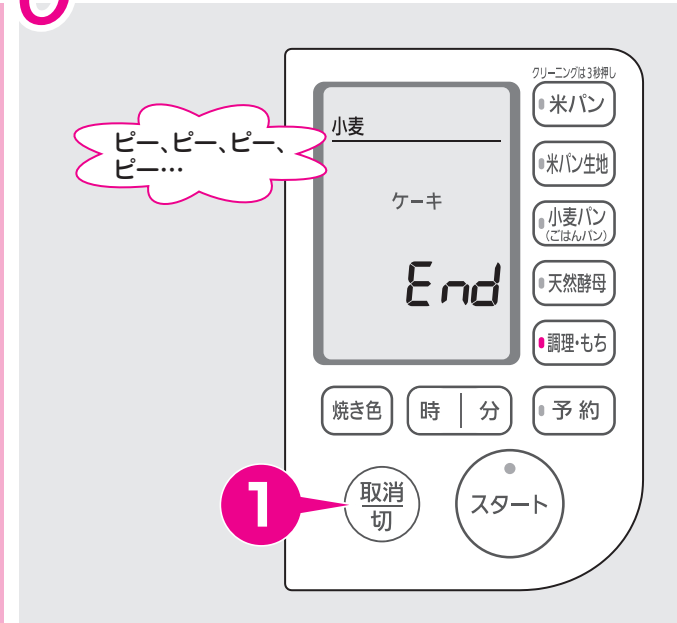 クリーニングは3秒押し
米パン
小麦
ピー、ピー、ピー、
ピー…
米パン生地
ケーキ
小麦パン
(ごはんパン)
End
天然酵母
調理・もち
焼き色
時 分
予約
1
取消
切
スタート